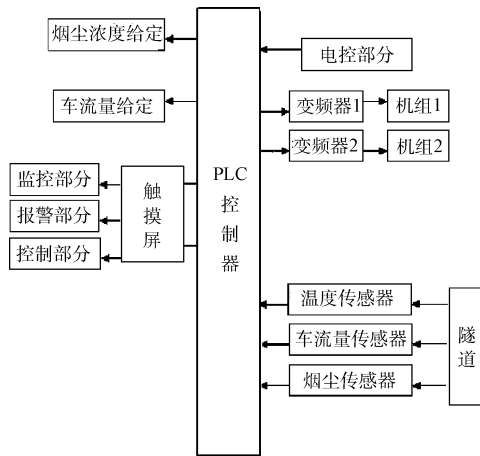 烟尘浓度给定
车流量给定
监控部分
报警部分
控制部分
触摸屏
PLC控制器
电控部分
变频器1
机组1
变频器2
机组2
温度传感器
车流量传感器
烟尘传感器
隧道